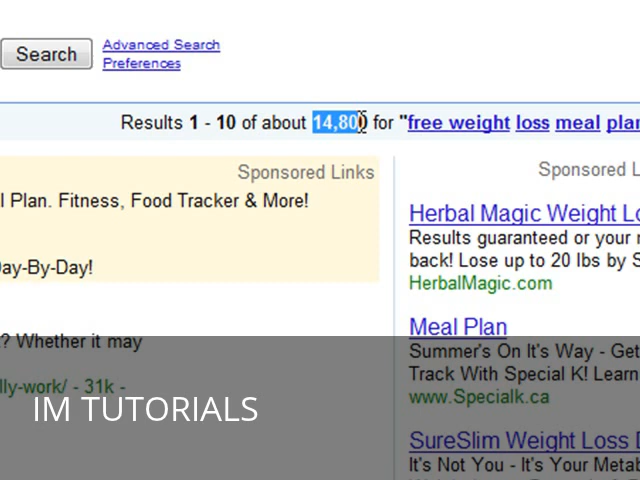 Search
Advanced Search
Preferences
Results 1 - 10 of about 14,800 for "free weight loss meal plan
Sponsored Links
l Plan. Fitness, Food Tracker & More!
Day-By-Day!
? Whether it may
lly-work/ - 31k -
IM TUTORIALS
Sponsored L
Herbal Magic Weight Lo
Results guaranteed or your
back! Lose up to 20 lbs by S
HerbalMagic.com
Meal Plan
Summer's On It's Way - Get
Track With Special K! Learn
www.Specialk.ca
SureSlim Weight Loss
It's Not You - It's Your Metab